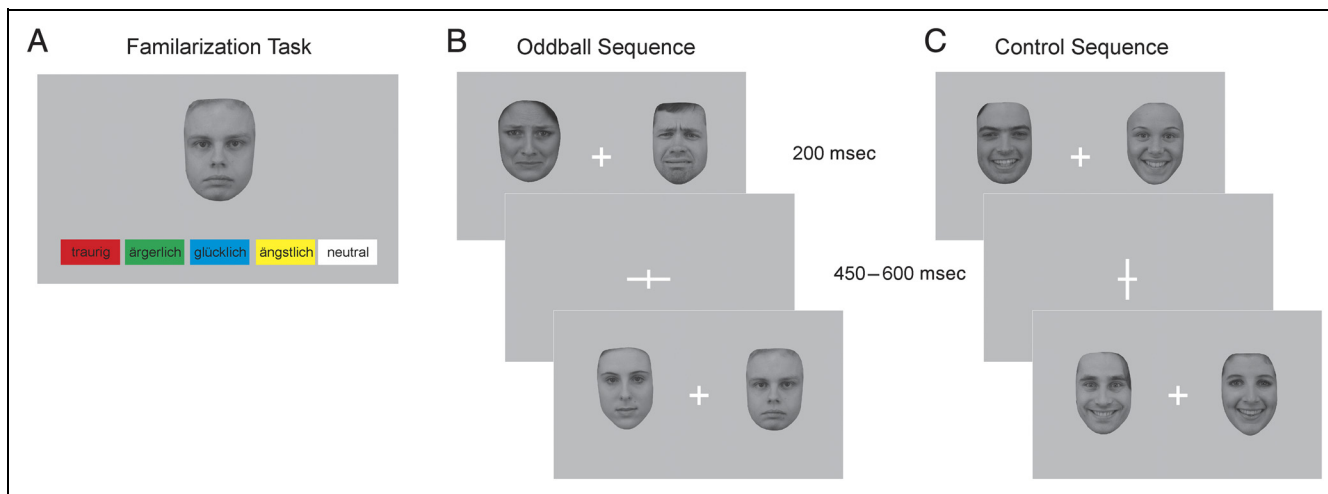 A
Familarization Task
traurig
ärgerlich
glücklich
ängstlich
neutral
B
Oddball Sequence
200 msec
450–600 msec
C
Control Sequence